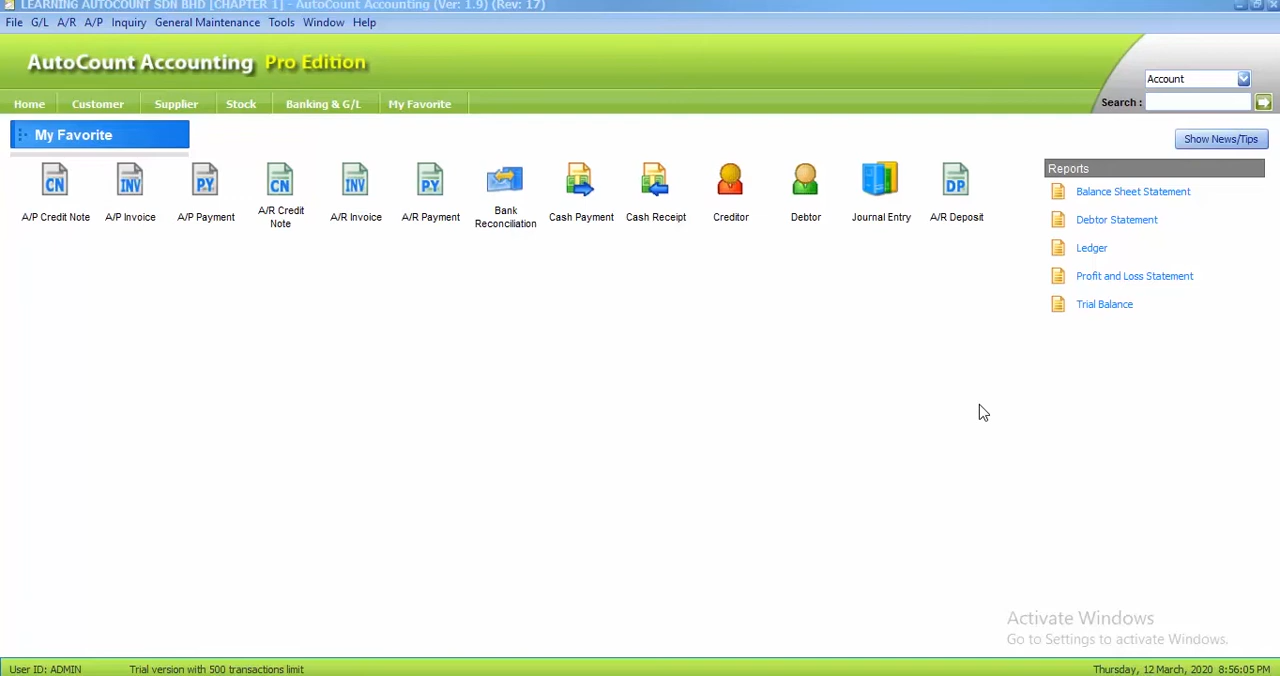 LEARNING AUTOCOUNT SDN BHD [CHAPTER 1] - AutoCount Accounting (Ver: 1.9) (Rev: 17)
File G/L A/R A/P Inquiry General Maintenance Tools Window Help
AutoCount Accounting Pro Edition
Account
Search :
Home Customer Supplier Stock Banking & G/L My Favorite
My Favorite
Show News/Tips
CN INV P.Y CN INV P.Y DP
A/P Credit Note A/P Invoice A/P Payment A/R Credit Note A/R Invoice A/R Payment Bank Reconciliation Cash Payment Cash Receipt Creditor Debtor Journal Entry A/R Deposit
Reports
Balance Sheet Statement
Debtor Statement
Ledger
Profit and Loss Statement
Trial Balance
Activate Windows
Go to Settings to activate Windows.
User ID: ADMIN Trial version with 500 transactions limit Thursday, 12 March, 2020 8:56:05 PM